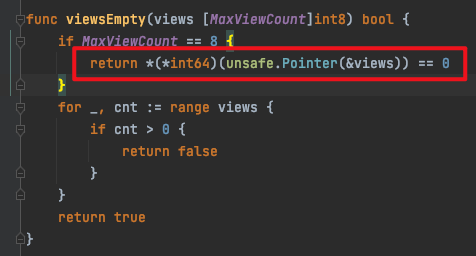 func viewsEmpty(views [MaxViewCount]int8) bool {
    if MaxViewCount == 8 {
        return *(*int64)(unsafe.Pointer(&views)) == 0
    }
    for _, cnt := range views {
        if cnt > 0 {
            return false
        }
    }
    return true
}